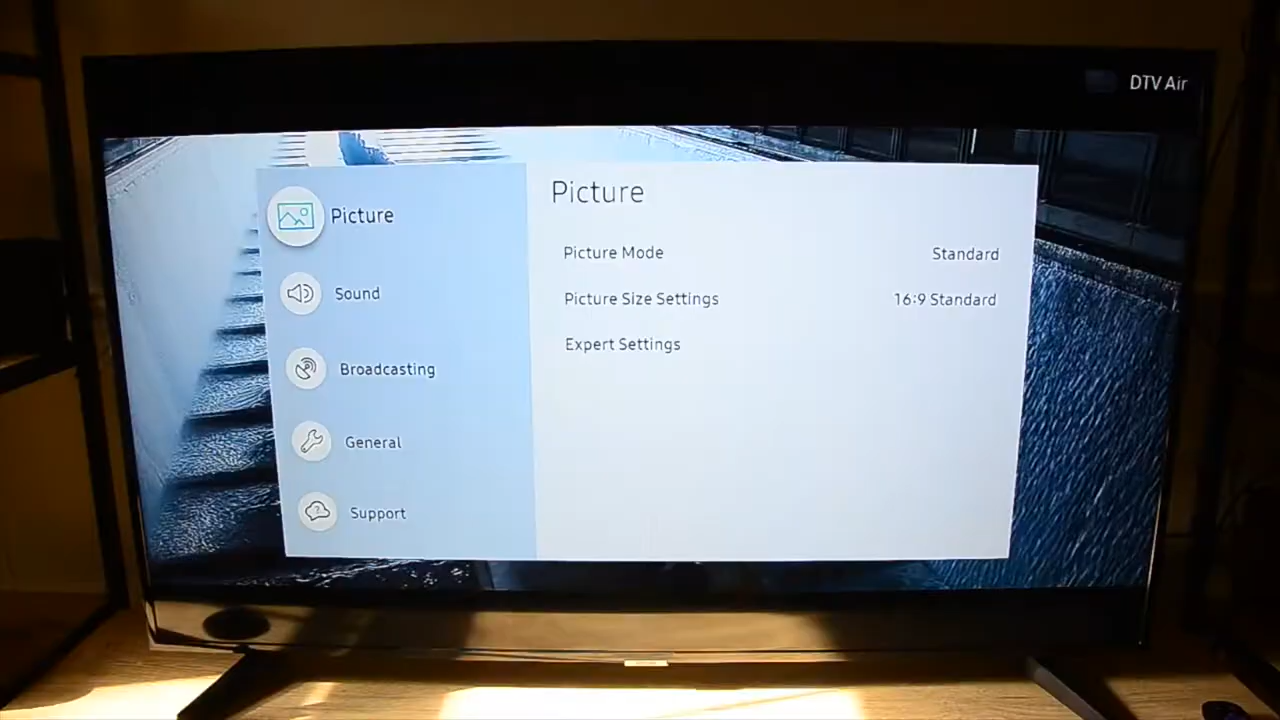 DTV Air
Picture
Sound
Broadcasting
General
Support
Picture
Picture Mode Standard
Picture Size Settings 16:9 Standard
Expert Settings